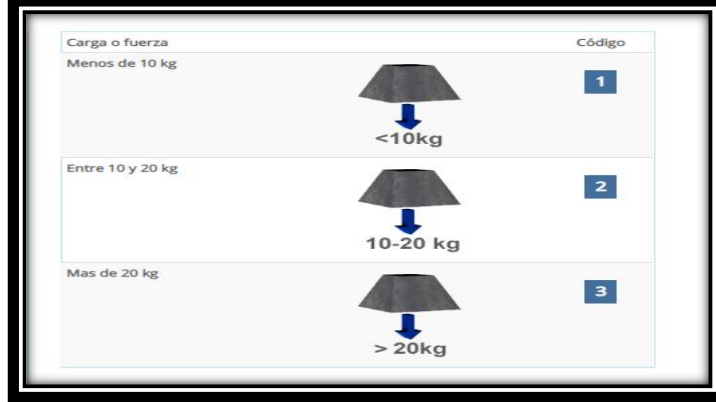 Carga o fuerza Código
Menos de 10 kg
1
<10kg
Entre 10 y 20 kg
2
10-20 kg
Mas de 20 kg
3
> 20kg